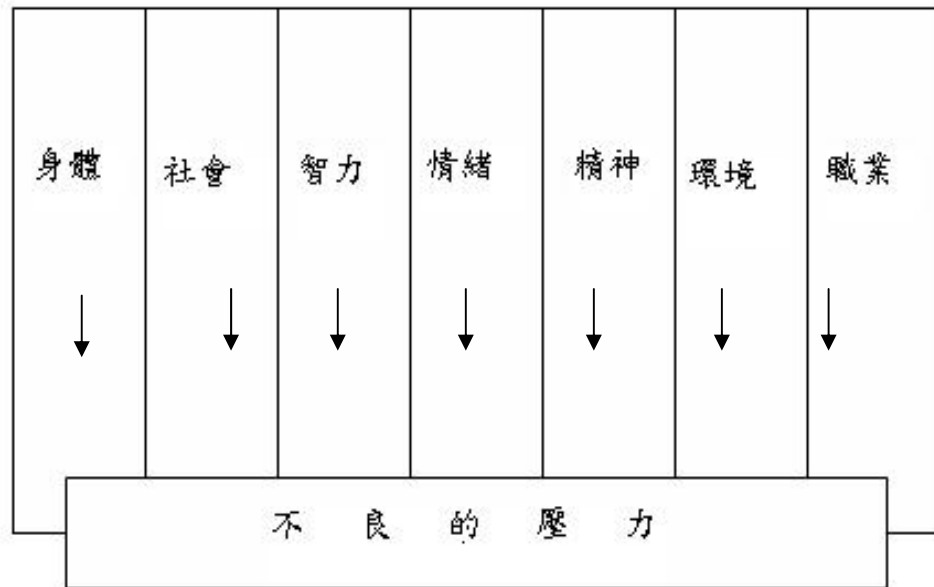 身體 社會 智力 情緒 精神 環境 職業
不良的壓力